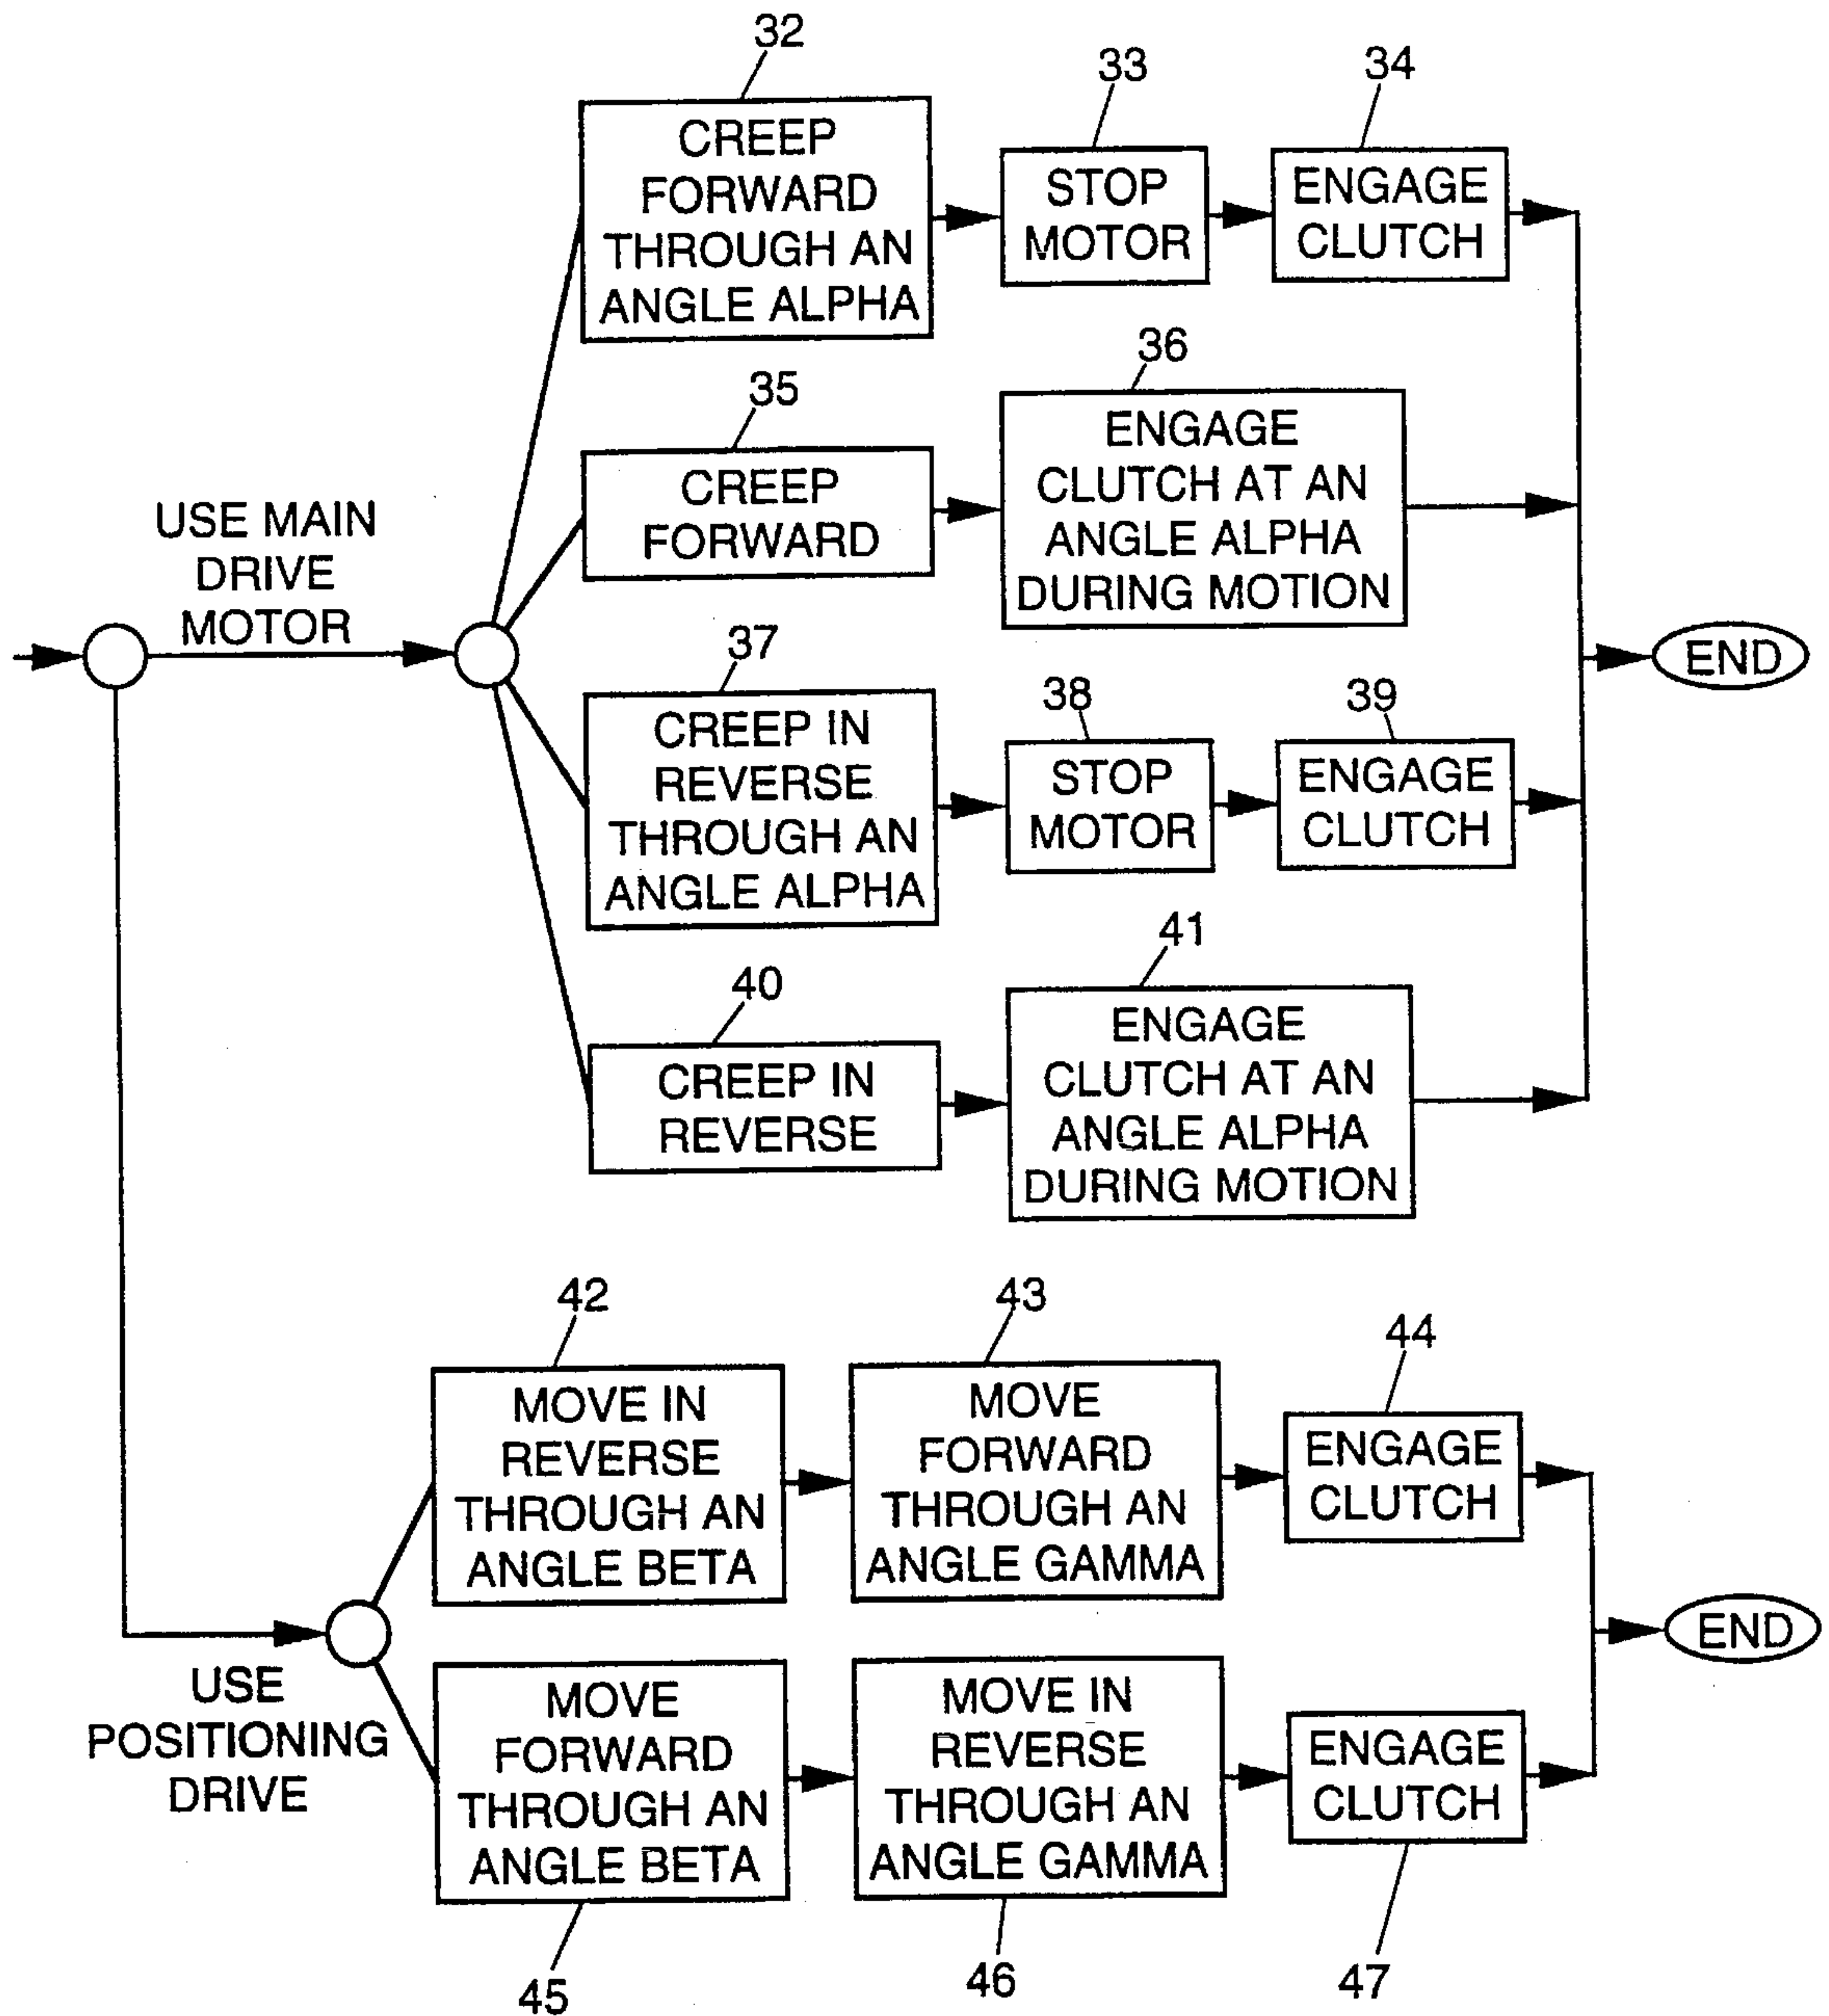 32
33
34
CREEP
FORWARD
THROUGH AN
ANGLE ALPHA
STOP
MOTOR
ENGAGE
CLUTCH
35
36
CREEP
FORWARD
ENGAGE
CLUTCH AT AN
ANGLE ALPHA
DURING MOTION
USE MAIN
DRIVE
MOTOR
END
37
38
39
CREEP IN
REVERSE
THROUGH AN
ANGLE ALPHA
STOP
MOTOR
ENGAGE
CLUTCH
40
41
CREEP IN
REVERSE
ENGAGE
CLUTCH AT AN
ANGLE ALPHA
DURING MOTION
42
43
44
MOVE IN
REVERSE
THROUGH AN
ANGLE BETA
MOVE
FORWARD
THROUGH AN
ANGLE GAMMA
ENGAGE
CLUTCH
END
USE
POSITIONING
DRIVE
MOVE
FORWARD
THROUGH AN
ANGLE BETA
MOVE IN
REVERSE
THROUGH AN
ANGLE GAMMA
ENGAGE
CLUTCH
45
46
47